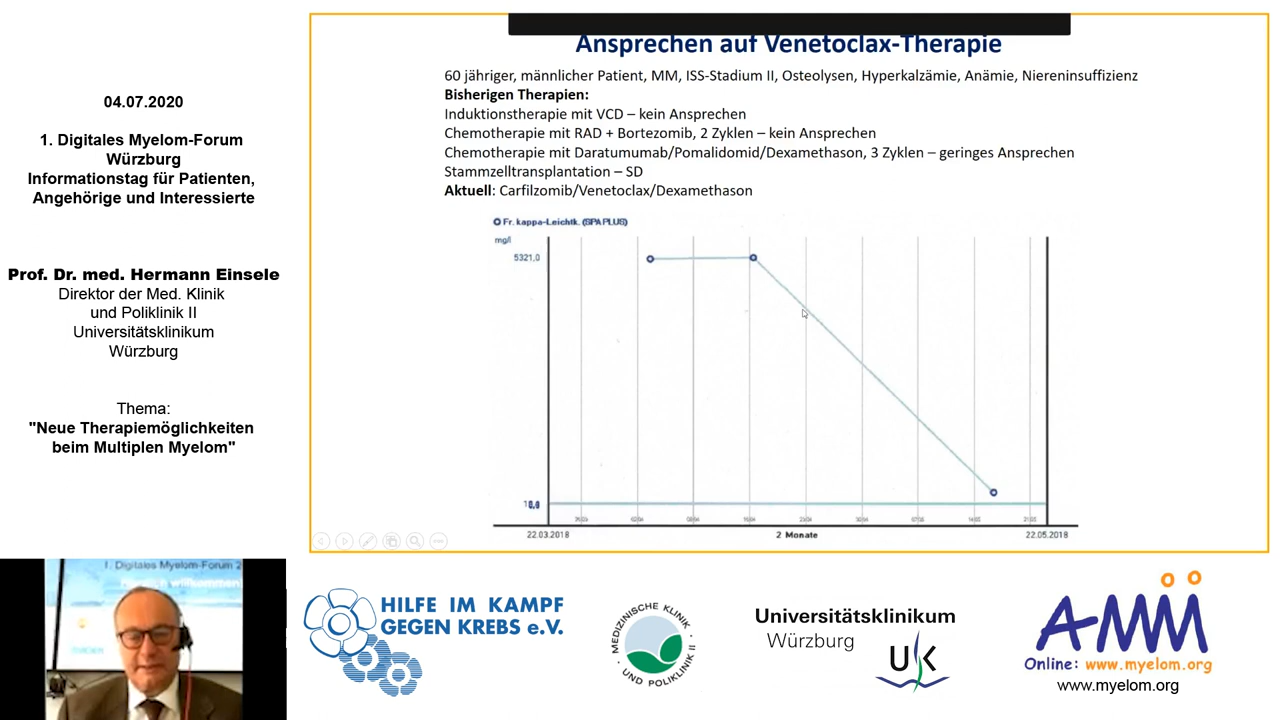 04.07.2020
1. Digitales Myelom-Forum
Würzburg
Informationstag für Patienten,
Angehörige und Interessierte
Prof. Dr. med. Hermann Einsele
Direktor der Med. Klinik
und Poliklinik II
Universitätsklinikum
Würzburg
Thema:
"Neue Therapiemöglichkeiten
beim Multiplen Myelom"
Ansprechen auf Venetoclax-Therapie
60 jähriger, männlicher Patient, MM, ISS-Stadium II, Osteolysen, Hyperkalzämie, Anämie, Niereninsuffizienz
Bisherigen Therapien:
Induktionstherapie mit VCD – kein Ansprechen
Chemotherapie mit RAD + Bortezomib, 2 Zyklen – kein Ansprechen
Chemotherapie mit Daratumumab/Pomalidomid/Dexamethason, 3 Zyklen – geringes Ansprechen
Stammzelltransplantation – SD
Aktuell: Carfilzomib/Venetoclax/Dexamethason
Fr. kappa-Leichtk. (SPA PLUS)
mg/l
5321,0
22.03.2018
2 Monate
22.05.2018
1. Digitales Myelom-Forum 2
willkommen
HILFE IM KAMPF
GEGEN KREBS e.V.
MEDIZINISCHE KLINIK
UND POLIKLINIK II
Universitätsklinikum
Würzburg
UK
AMM
Online: www.myelom.org
www.myelom.org